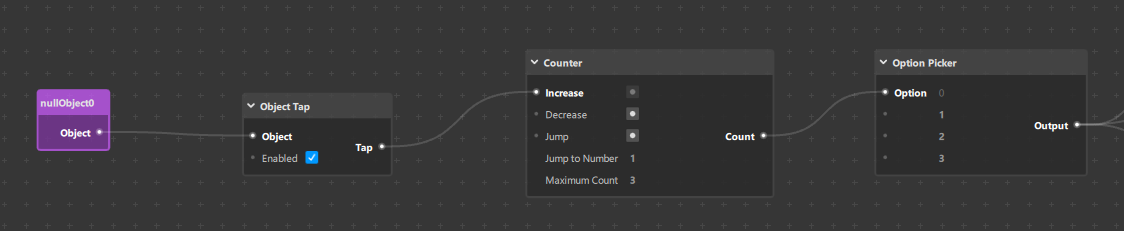 nullObject0
Object
Object Tap
Object
Enabled
Tap
Counter
Increase
Decrease
Jump
Jump to Number 1
Maximum Count 3
Count
Option Picker
Option 0
1
2
3
Output